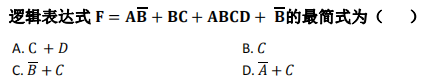 逻辑表达式 F = AB̅ + BC + ABCD + B̅的最简式为（　　）
A. C + D　　B. C
C. B̅ + C　　D. A̅ + C